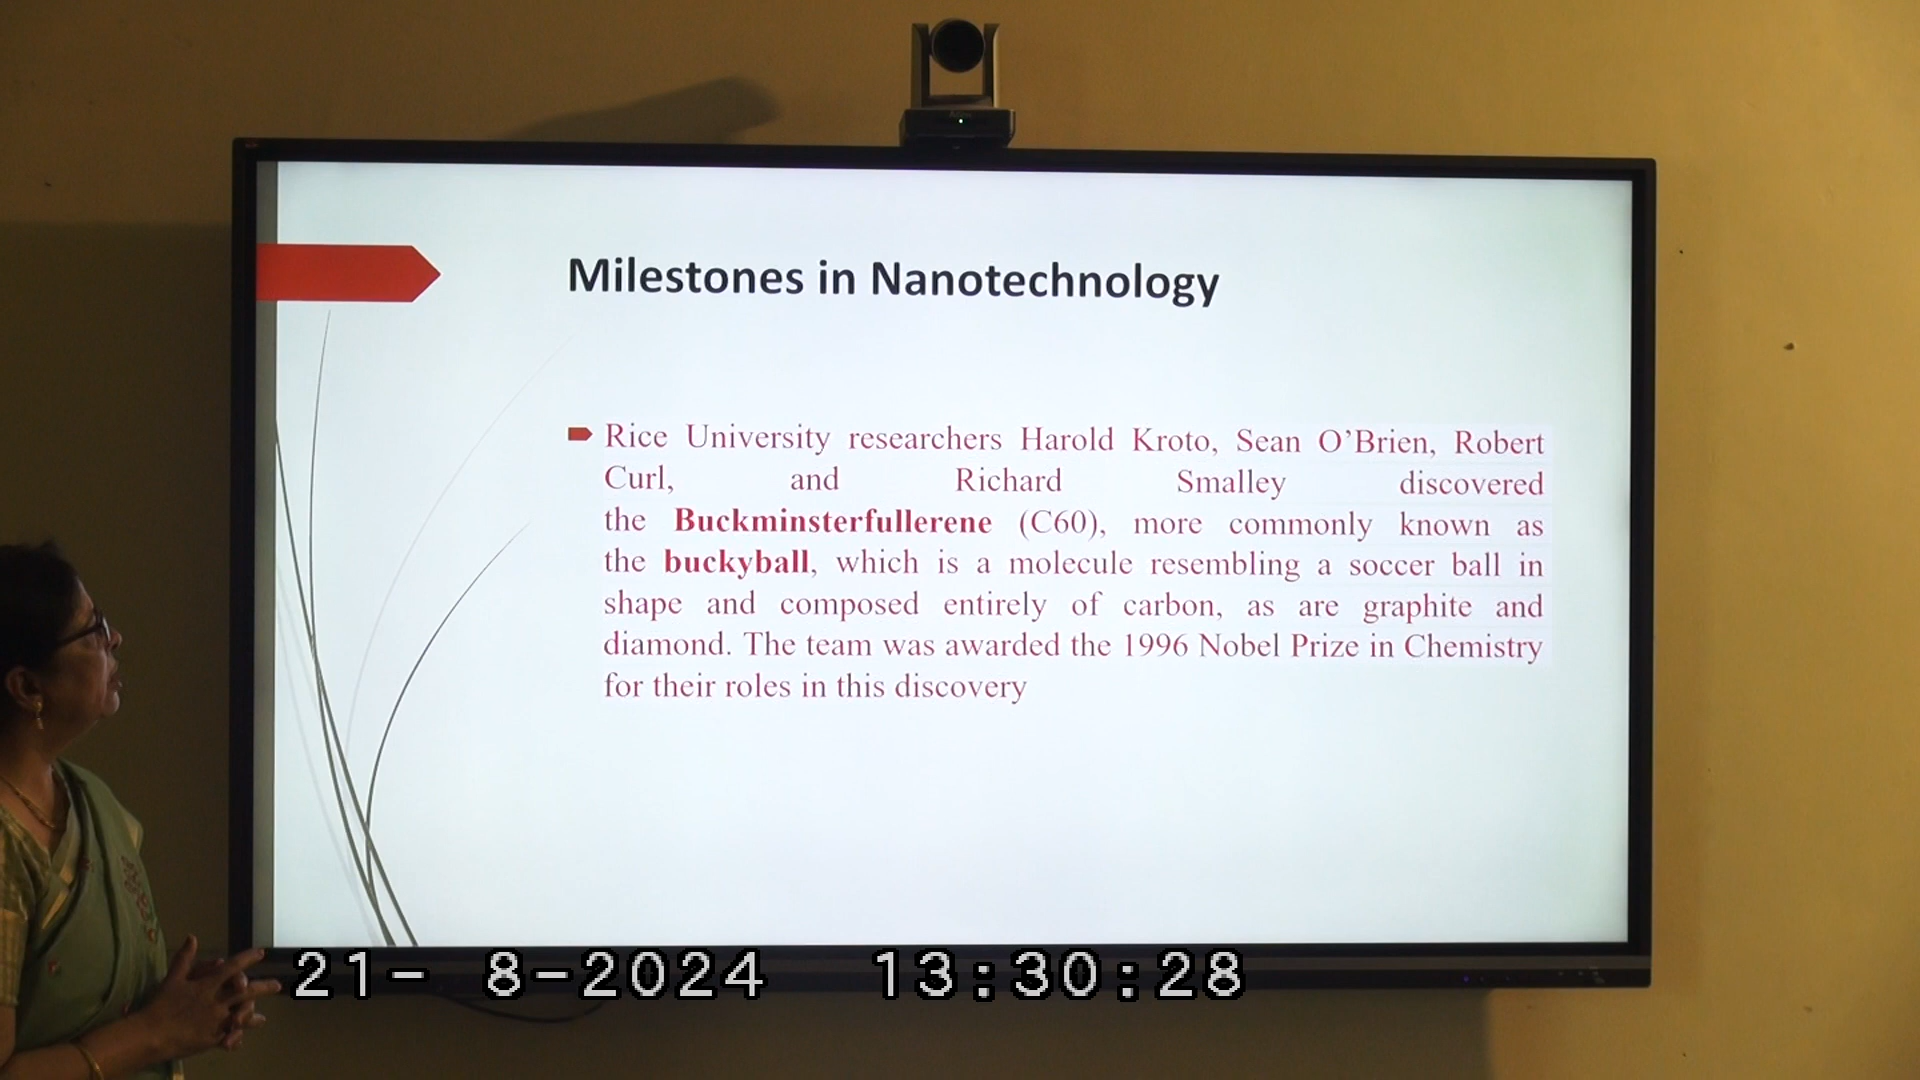 Milestones in Nanotechnology
Rice University researchers Harold Kroto, Sean O’Brien, Robert
Curl, and Richard Smalley discovered
the Buckminsterfullerene (C60), more commonly known as
the buckyball, which is a molecule resembling a soccer ball in
shape and composed entirely of carbon, as are graphite and
diamond. The team was awarded the 1996 Nobel Prize in Chemistry
for their roles in this discovery
21- 8-2024 13:30:28